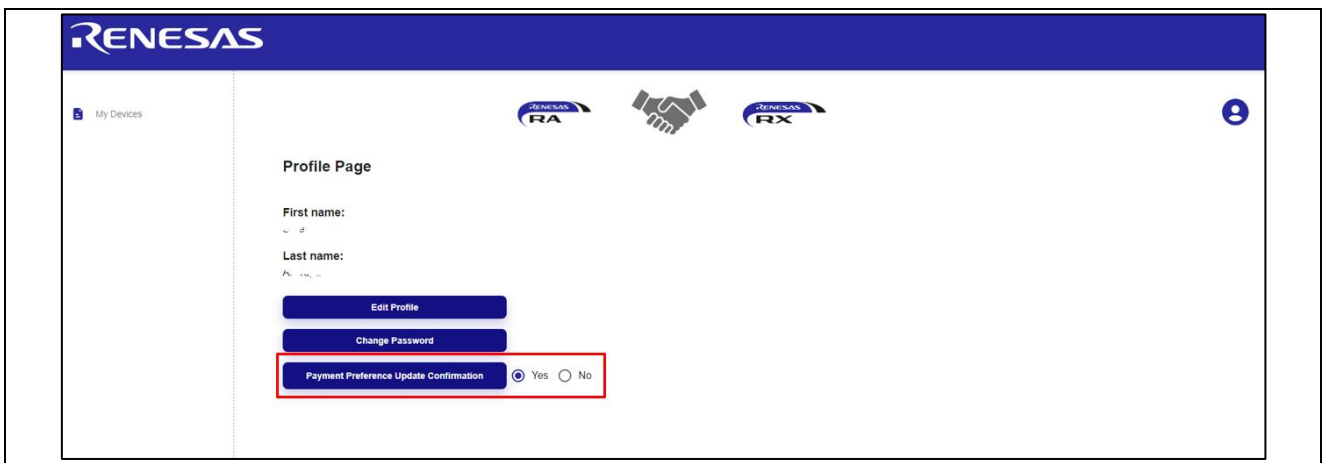 RENESAS
My Devices
RENESAS
RA
RENESAS
RX
Profile Page
First name:
Last name:
Edit Profile
Change Password
Payment Preference Update Confirmation Yes No